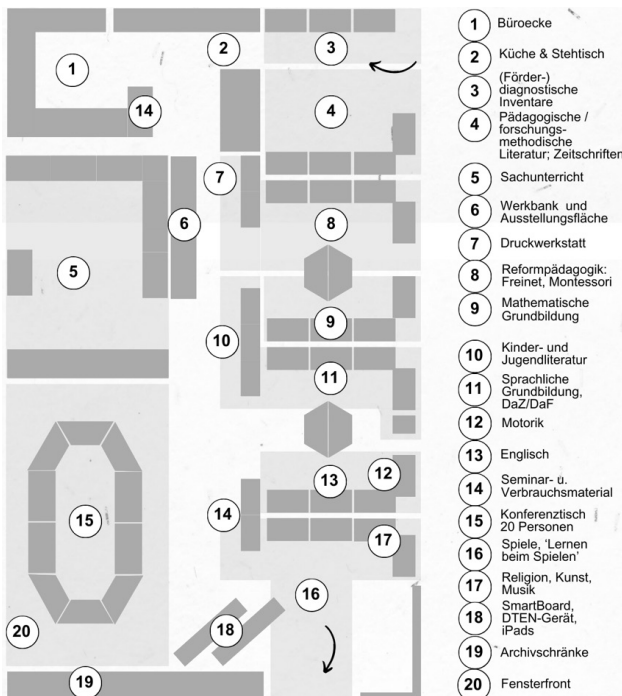 1
2
3
14
4
7
6
8
5
9
10
11
12
13
14
15
17
16
18
20
19
1 Büroecke
2 Küche & Stehtisch
3 (Förder-)
diagnostische
Inventare
4 Pädagogische /
forschungs-
methodische
Literatur; Zeitschriften
5 Sachunterricht
6 Werkbank und
Ausstellungsfläche
7 Druckwerkstatt
8 Reformpädagogik:
Freinet, Montessori
9 Mathematische
Grundbildung
10 Kinder- und
Jugendliteratur
11 Sprachliche
Grundbildung,
DaZ/DaF
12 Motorik
13 Englisch
14 Seminar- u.
Verbrauchsmaterial
15 Konferenztisch
20 Personen
16 Spiele, 'Lernen
beim Spielen'
17 Religion, Kunst,
Musik
18 SmartBoard,
DTEN-Gerät,
iPads
19 Archivschränke
20 Fensterfront